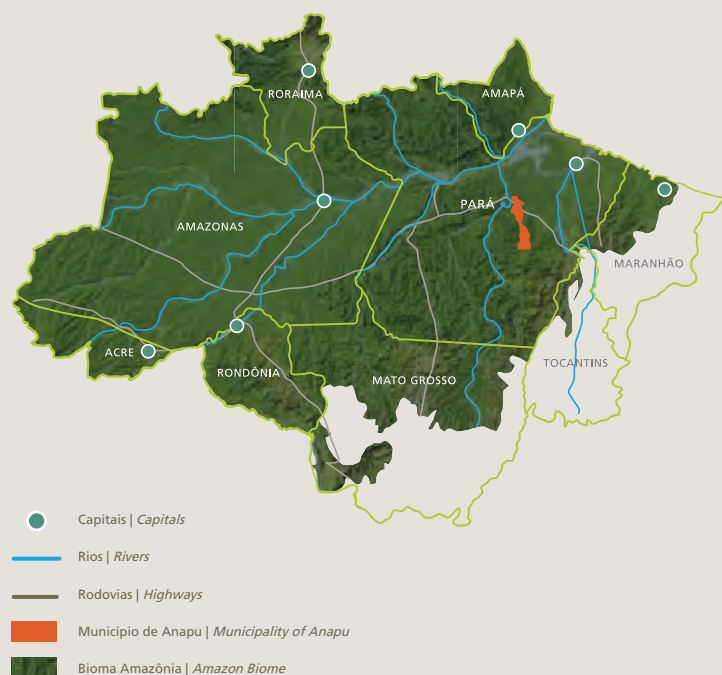 RORAIMA
AMAPÁ
PARÁ
AMAZONAS
MARANHÃO
ACRE
RONDÔNIA
MATO GROSSO
TOCANTINS
Capitais | Capitals
Rios | Rivers
Rodovias | Highways
Município de Anapu | Municipality of Anapu
Bioma Amazônia | Amazon Biome